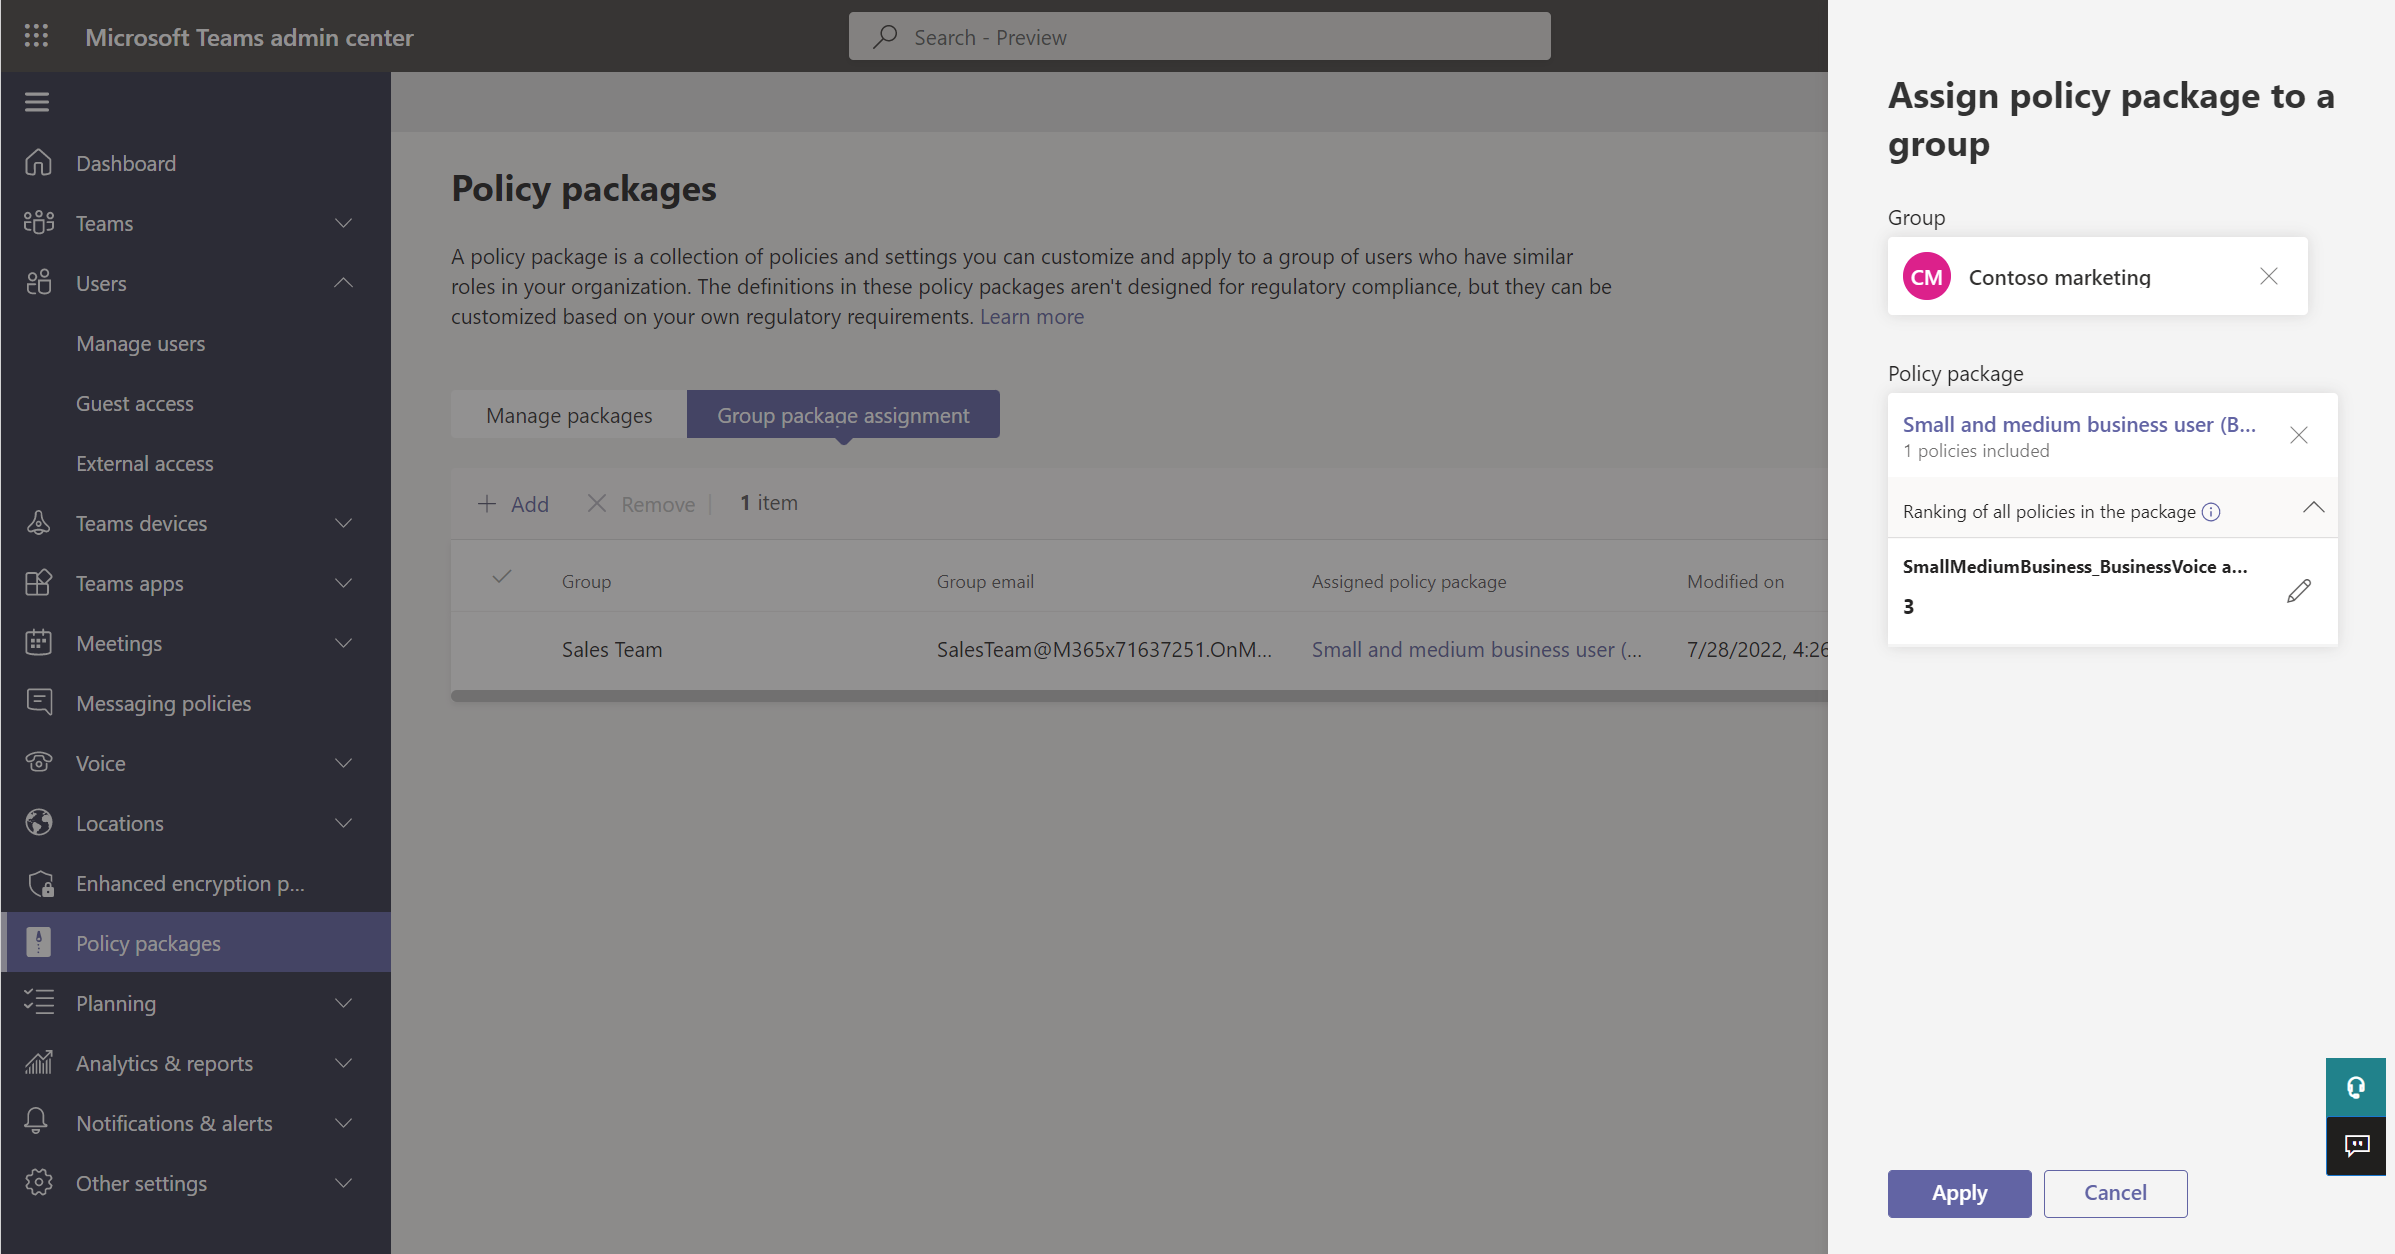 Microsoft Teams admin center
Search - Preview
Dashboard
Teams
Users
Manage users
Guest access
External access
Teams devices
Teams apps
Meetings
Messaging policies
Voice
Locations
Enhanced encryption p...
Policy packages
Planning
Analytics & reports
Notifications & alerts
Other settings
Policy packages
A policy package is a collection of policies and settings you can customize and apply to a group of users who have similar
roles in your organization. The definitions in these policy packages aren't designed for regulatory compliance, but they can be
customized based on your own regulatory requirements. Learn more
Manage packages
Group package assignment
Add
Remove
1 item
Group
Group email
Assigned policy package
Modified on
Sales Team
SalesTeam@M365x71637251.OnM...
Small and medium business user (...
7/28/2022, 4:26
Assign policy package to a
group
Group
CM
Contoso marketing
Policy package
Small and medium business user (B...
1 policies included
Ranking of all policies in the package
SmallMediumBusiness_BusinessVoice a...
3
Apply
Cancel